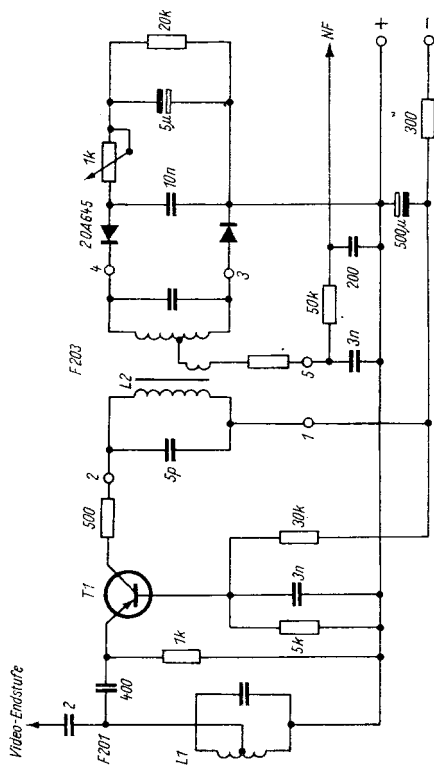 Video-Endstufe
2
F201
L1
400
1k
T1
500
2
5k
3n
30k
5p
1
L2
F203
5
3n
50k
200
NF
4
3
2OA645
10n
1k
5µ
20k
500µ
300
+
−